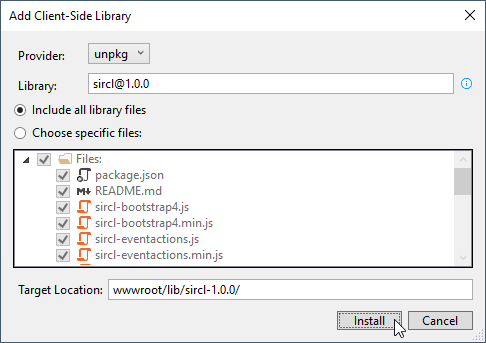 Add Client-Side Library
Provider: unpkg
Library: sircl@1.0.0
Include all library files
Choose specific files:
Files:
package.json
README.md
sircl-bootstrap4.js
sircl-bootstrap4.min.js
sircl-eventactions.js
sircl-eventactions.min.js
Target Location: wwwroot/lib/sircl-1.0.0/
Install Cancel